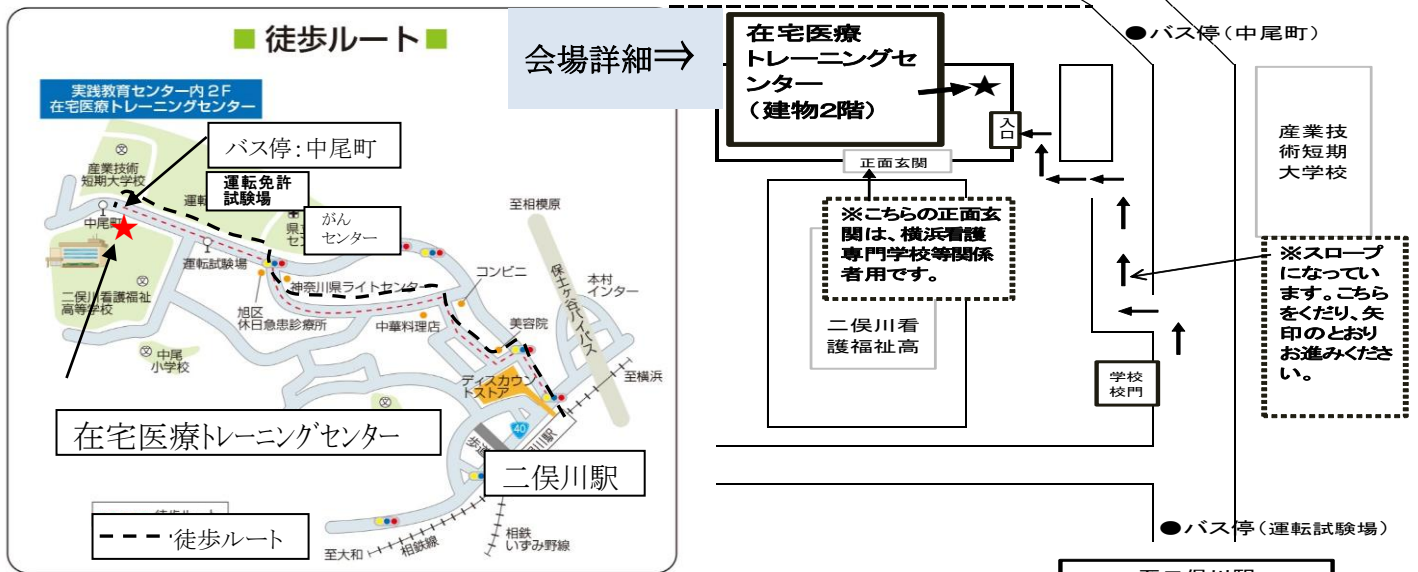 ■ 徒歩ルート ■
実践教育センター内2F
在宅医療トレーニングセンター
バス停:中尾町
産業技術
短期大学校
運転免許
試験場
運転
県立
セン
がん
センター
中尾町
運転試験場
至相模原
コンビニ
保土ヶ谷バイパス
本村
インター
神奈川県ライトセンター
旭区
休日急患診療所
中華料理店
美容院
二俣川看護福祉
高等学校
中尾
小学校
ディスカウン
トストア
至横浜
在宅医療トレーニングセンター
40
歩道
川駅
二俣川駅
徒歩ルート
至大和
相鉄線
相鉄
いずみ野線
会場詳細⇒
在宅医療
トレーニングセ
ンター
(建物2階)
★
入口
正面玄関
※こちらの正面玄
関は、横浜看護
専門学校等関係
者用です。
二俣川看
護福祉高
●バス停(中尾町)
産業技
術短期
大学校
※スロープ
になってい
ます。こちら
をくだり、矢
印のとおり
お進みくださ
い。
学校
校門
●バス停(運転試験場)